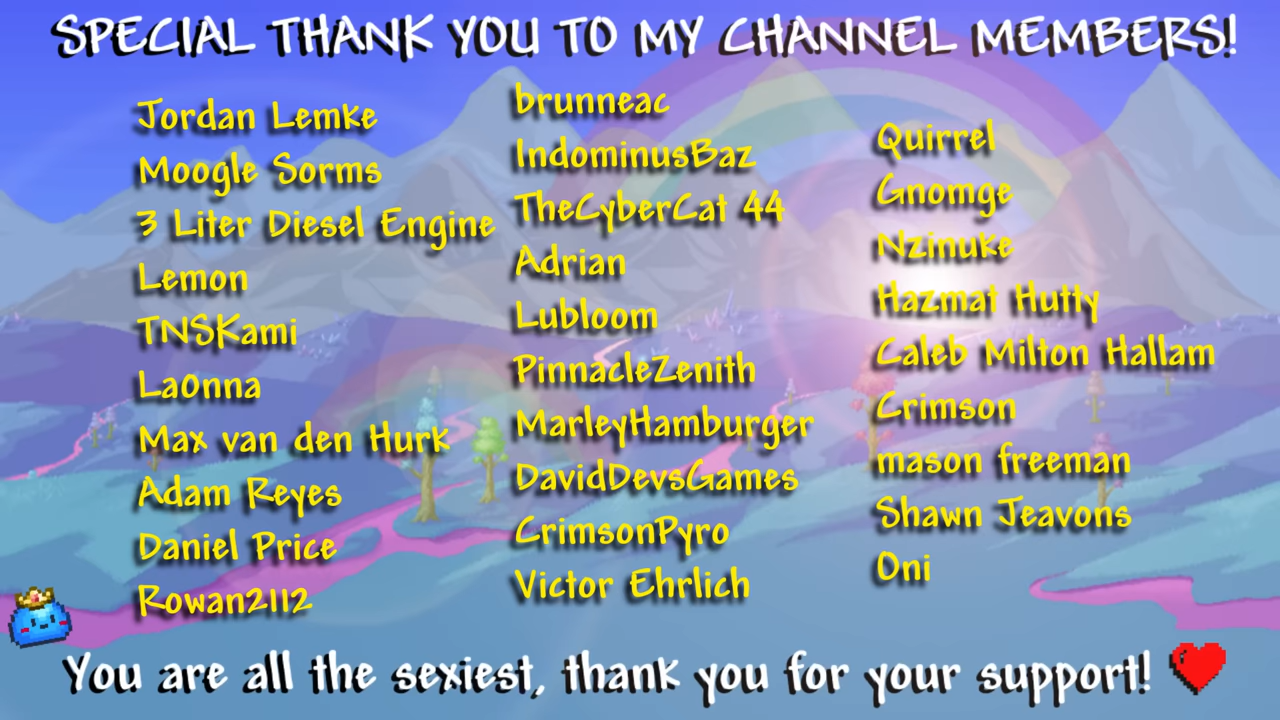 SPECIAL THANK YOU TO MY CHANNEL MEMBERS!
Jordan Lemke
Moogle Sorms
3 Liter Diesel Engine
Lemon
TNSKami
LaOnna
Max van den Hurk
Adam Reyes
Daniel Price
Rowan2112
brunneac
IndominusBaz
TheCyberCat 44
Adrian
Lubloom
PinnacleZenith
MarleyHamburger
DavidDevsGames
CrimsonPyro
Victor Ehrlich
Quirrel
Gnomge
Nzinuke
Hazmat Hutty
Caleb Milton Hallam
Crimson
mason freeman
Shawn Jeavons
Oni
You are all the sexiest, thank you for your support!